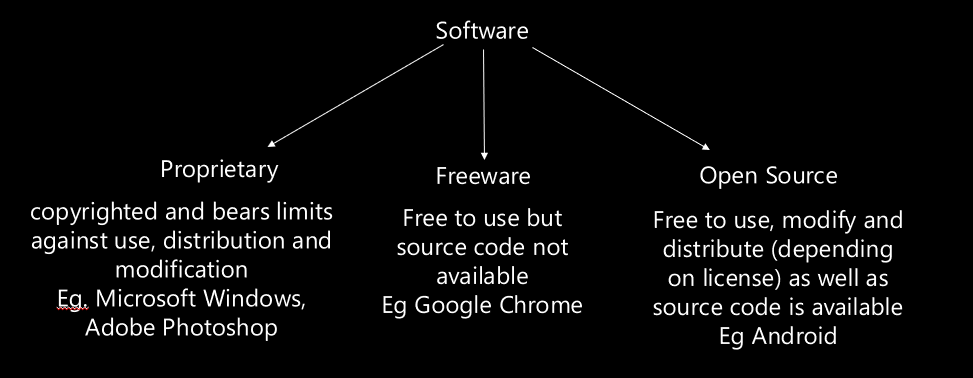 Software
Proprietary
copyrighted and bears limits
against use, distribution and
modification
Eg. Microsoft Windows,
Adobe Photoshop
Freeware
Free to use but
source code not
available
Eg Google Chrome
Open Source
Free to use, modify and
distribute (depending
on license) as well as
source code is available
Eg Android